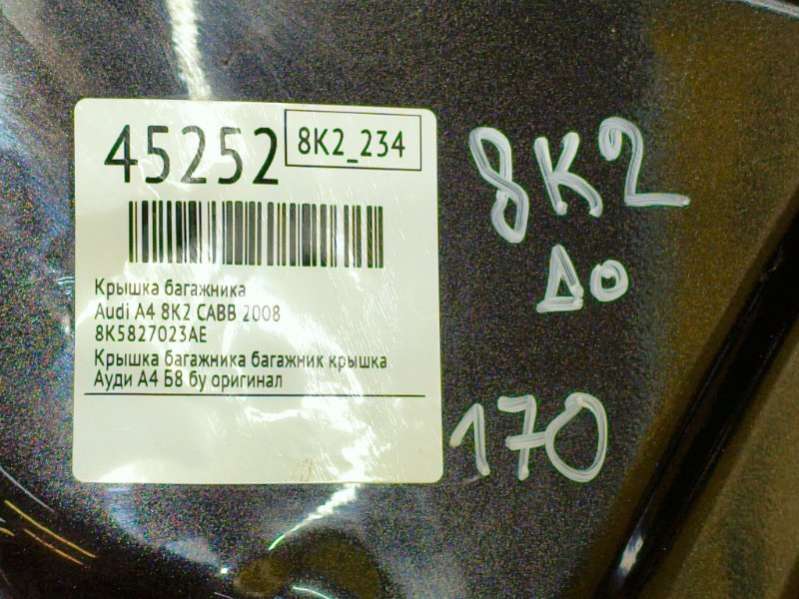 45252
8K2_234
Крышка багажника
Audi A4 8K2 CABB 2008
8K5827023AE
Крышка багажника багажник крышка
Ауди А4 Б8 бу оригинал
8K2
ДО
170